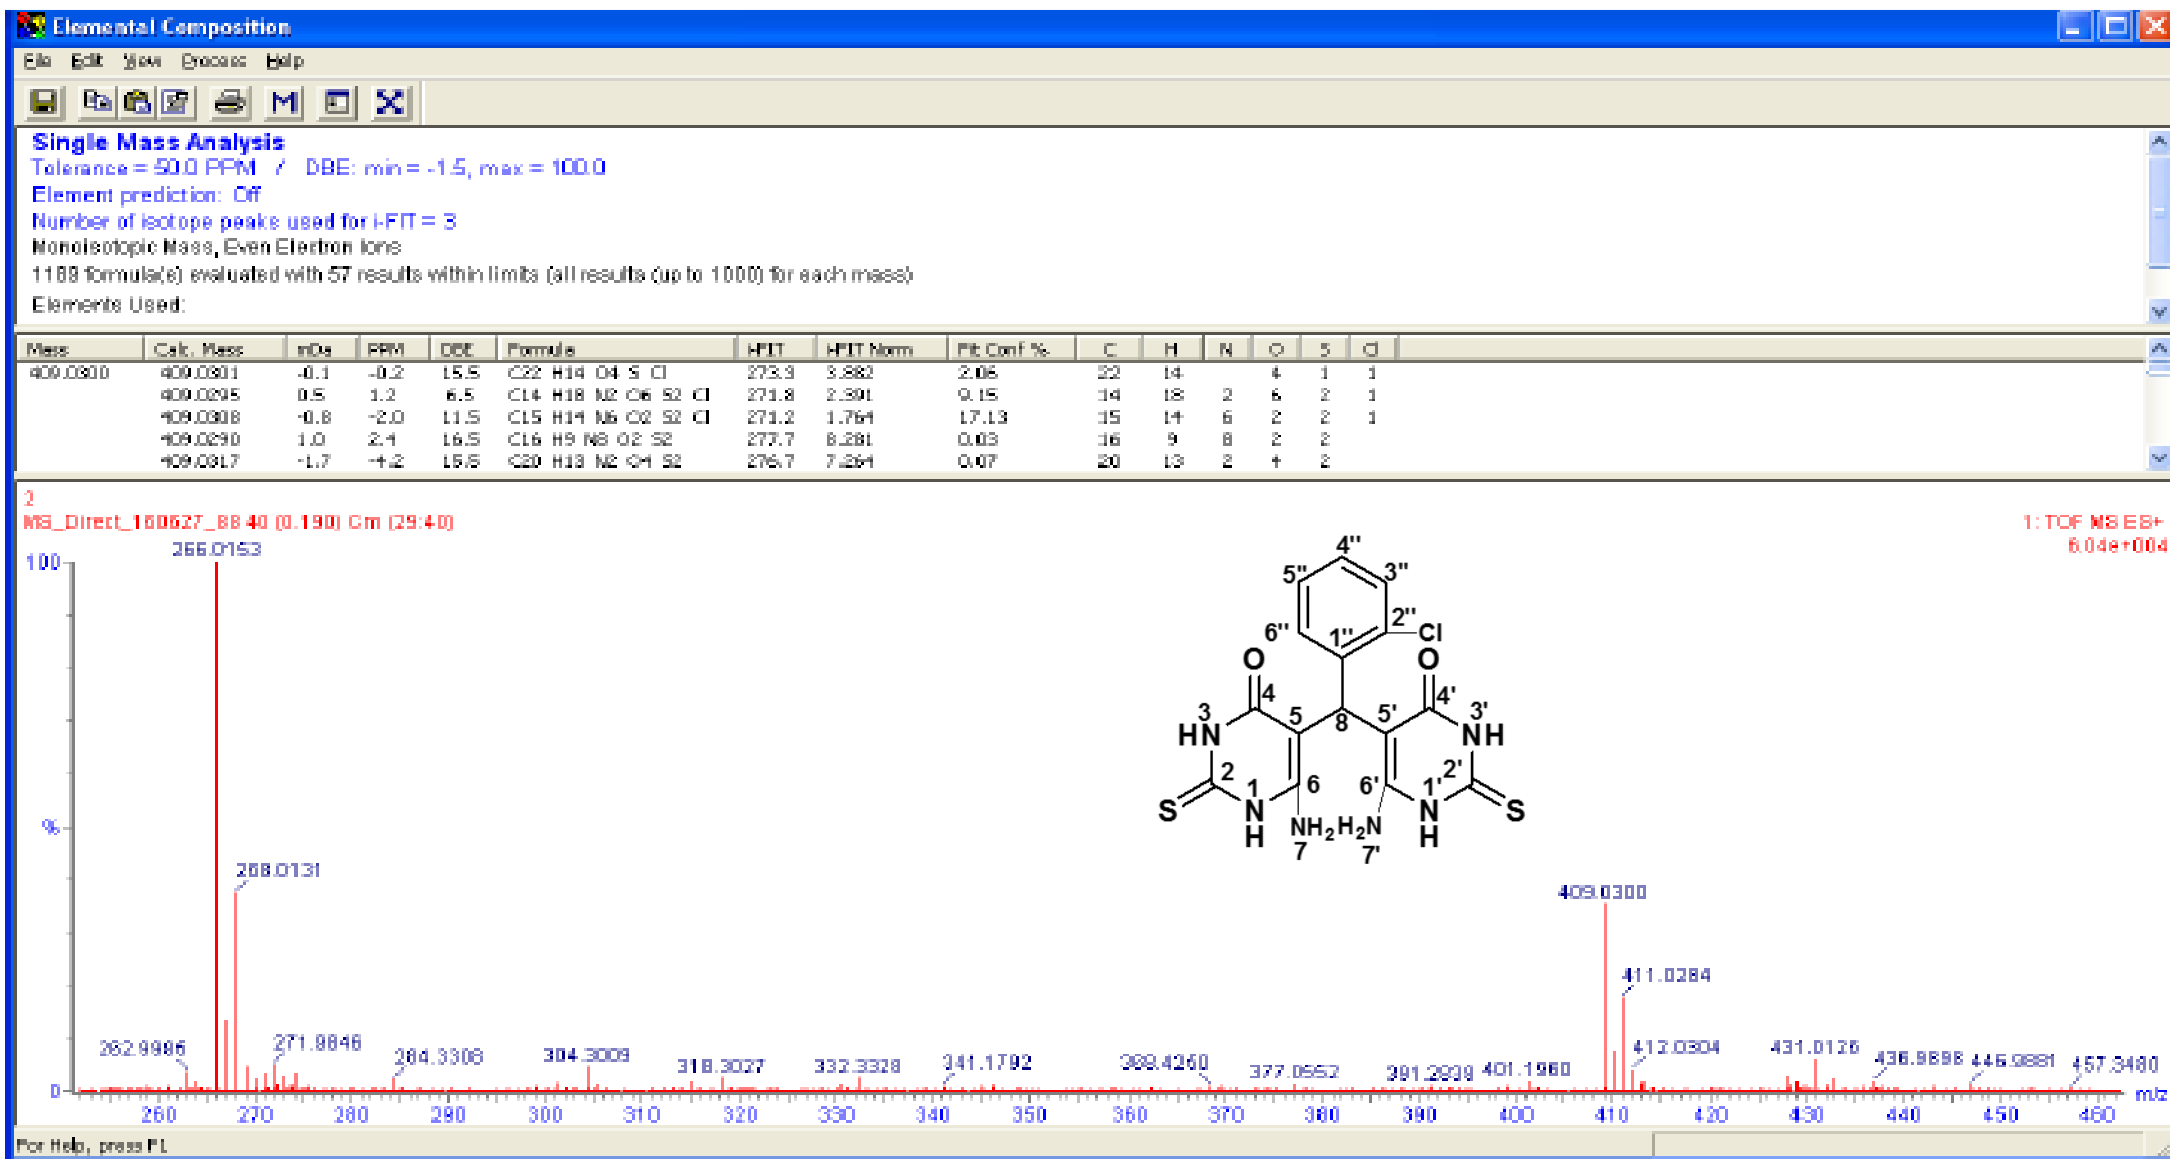 Elemental Composition
File Edit View Process Help
Single Mass Analysis
Tolerance = 50.0 PPM / DBE: min = -1.5, max = 100.0
Element prediction: Off
Number of isotope peaks used for i-FIT = 3
Monoisotopic Mass, Even Electron Ions
formula(e) evaluated with 57 results within limits (all results (up to 1000) for each mass)
Elements Used:
Mass Calc. Mass mDa PPM DBE Formula i-FIT i-FIT Norm Fit Conf % C H N O S Cl
409.0300 409.0301 -0.1 -0.2 15.5 C22 H14 O4 S Cl 273.3 2.06 22 14 4 1 1
409.0295 0.5 1.2 6.5 C14 H18 N2 O6 S2 Cl 271.8 2.391 9.15 14 18 2 6 2 1
409.0308 -0.8 -2.0 11.5 C15 H14 N6 O2 S2 Cl 271.2 1.764 17.13 15 14 6 2 2 1
409.0290 1.0 2.4 16.5 C16 H9 N8 O2 S2 277.7 8.281 0.03 16 9 8 2 2
409.0317 -1.7 -4.2 15.5 C20 H13 N2 O4 S2 276.7 7.264 0.07 20 13 2 4 2
2
MS_Direct_160627_88 40 (0.190) Cm (29:40)
1: TOF MS ES+
6.04e+004
100
%
0
266.0153
268.0131
262.9986
271.9846
284.3308
304.3009
318.3027
332.3328
341.1792
377.0552
401.1960
409.0300
411.0284
412.0304
431.0126
436.9898
457.3480
4''
5''
3''
2''
Cl
6''
1''
O
O
4
4'
3
5
8
5'
3'
HN
NH
2
1
6
6'
1'
2'
S
N
H
NH2
H2N
N
H
S
7
7'
260 270 280 290 300 310 320 330 340 350 360 370 380 390 400 410 420 430 440 450 460
m/z
For Help, press F1